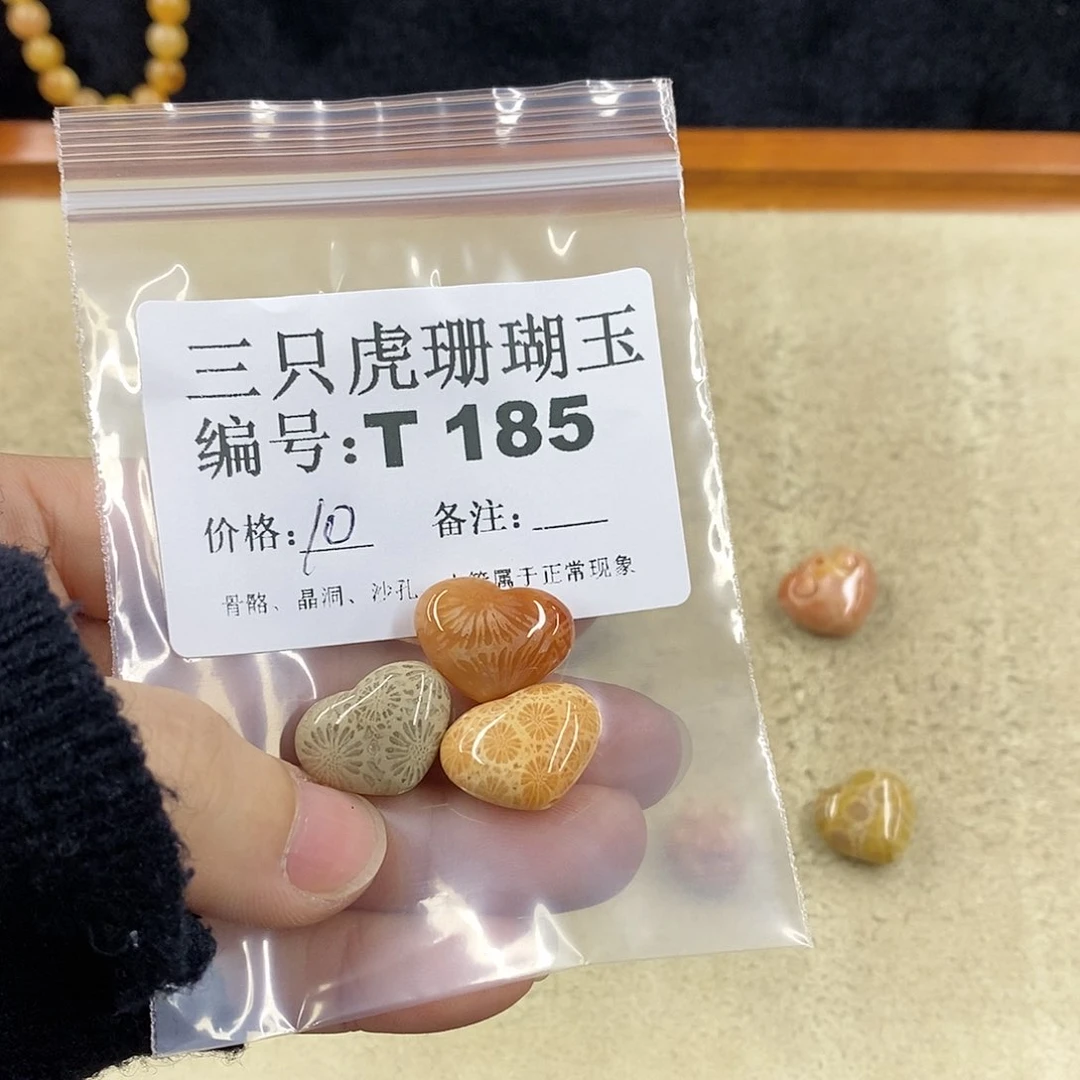 三只虎珊瑚玉
编号:T 185
价格:10 备注:
骨骼、晶洞、沙孔 属于正常现象